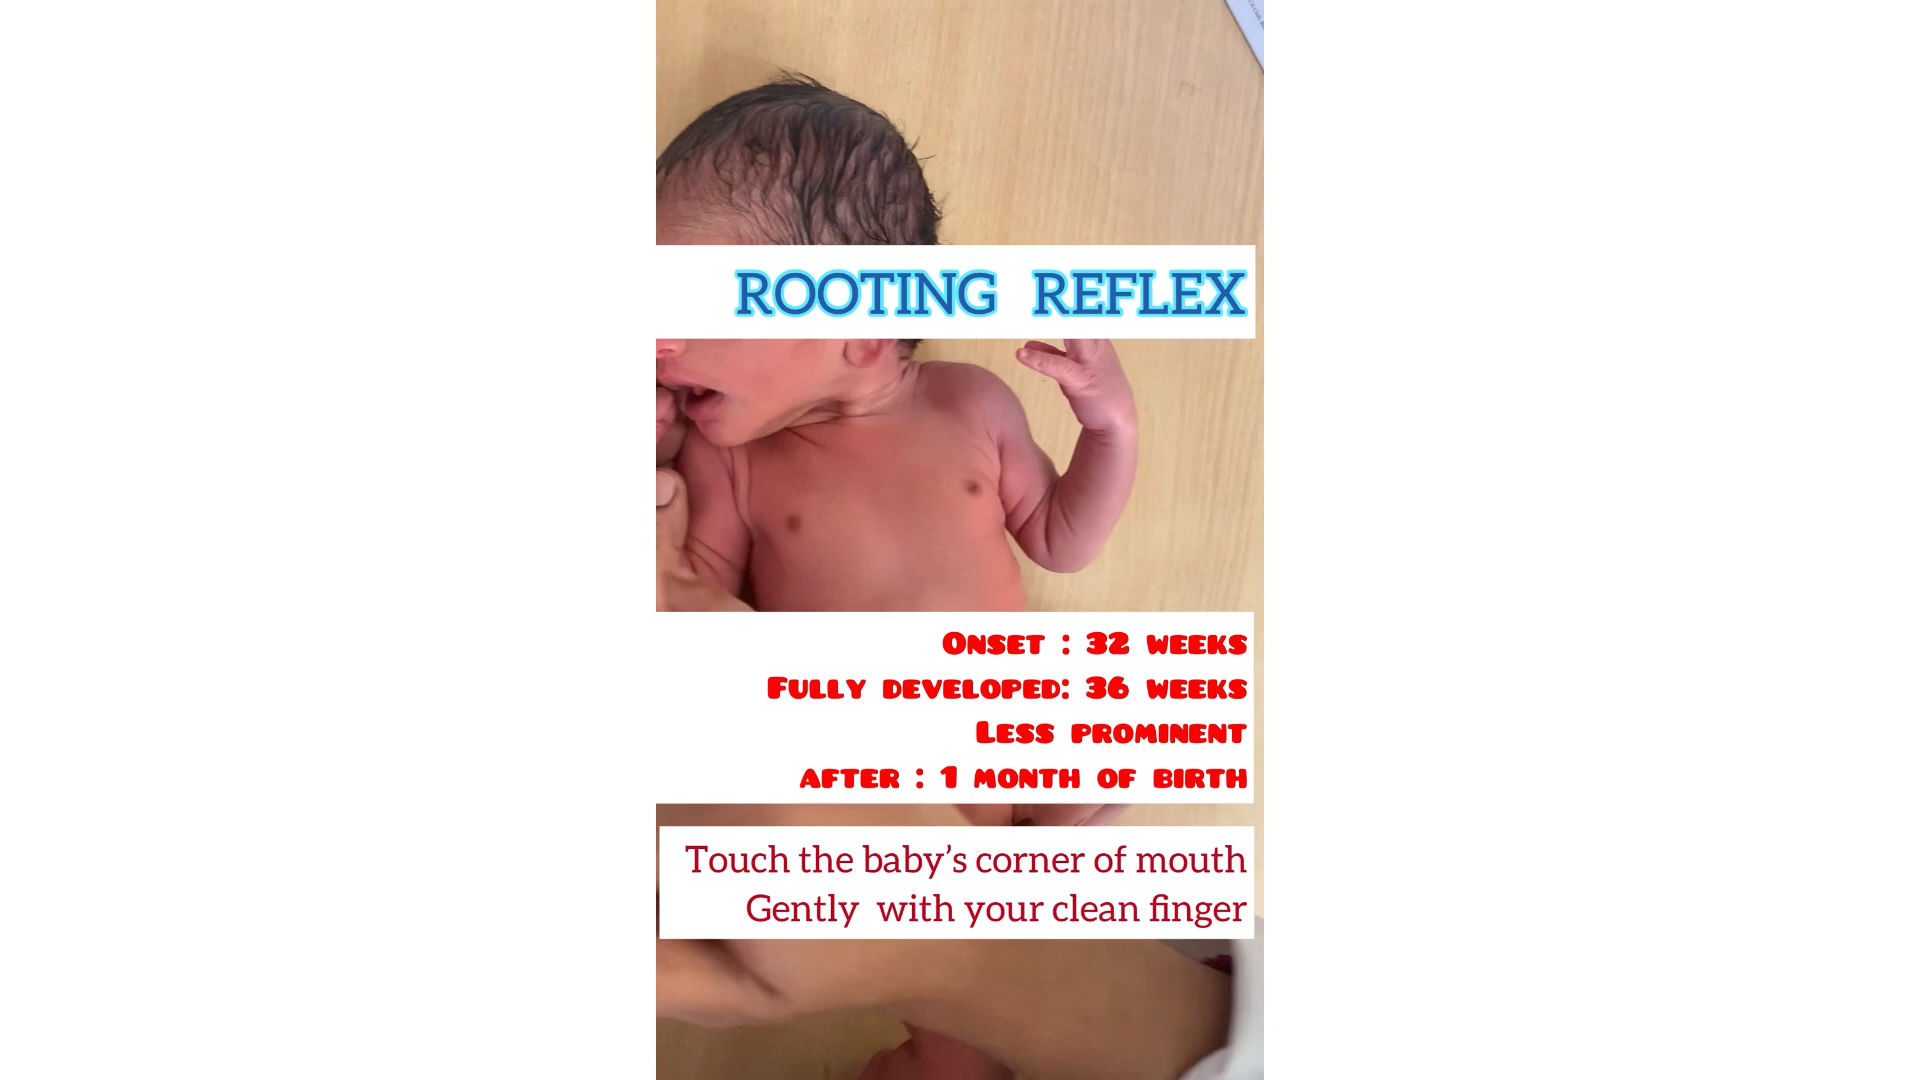 ROOTING REFLEX
Onset : 32 weeks
Fully developed: 36 weeks
Less prominent
after : 1 month of birth
Touch the baby's corner of mouth
Gently with your clean finger